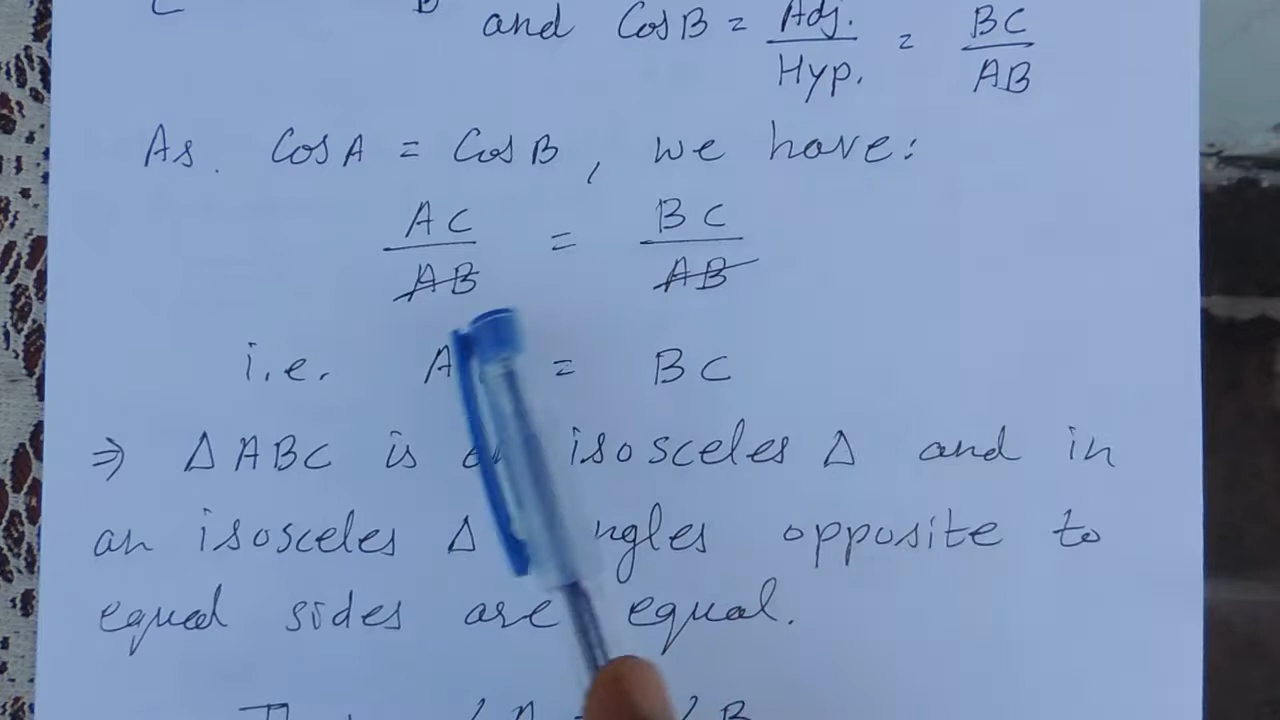 C B and Cos B = Adj. / Hyp. = BC / AB
As. Cos A = Cos B, we have:
AC / AB = BC / AB
i.e. A = BC
⇒ Δ ABC is isosceles Δ and in
an isosceles Δ ngles opposite to
equal sides are equal.